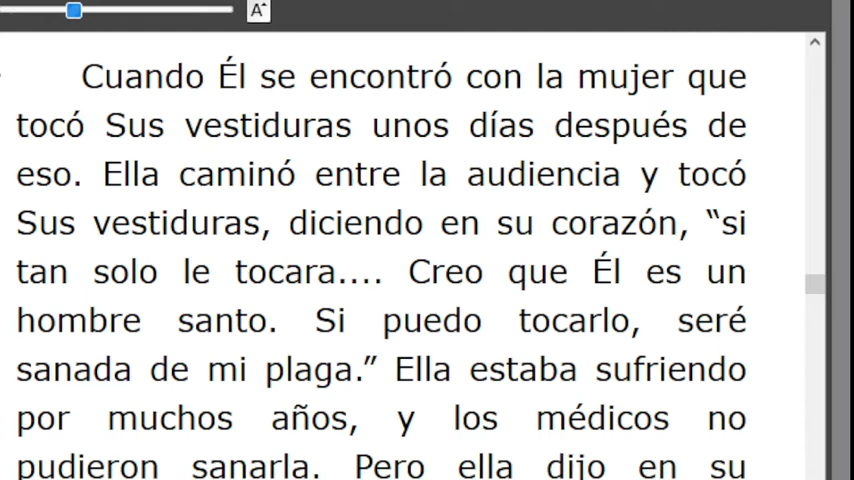 A
Cuando Él se encontró con la mujer que
tocó Sus vestiduras unos días después de
eso. Ella caminó entre la audiencia y tocó
Sus vestiduras, diciendo en su corazón, “si
tan solo le tocara.... Creo que Él es un
hombre santo. Si puedo tocarlo, seré
sanada de mi plaga.” Ella estaba sufriendo
por muchos años, y los médicos no
pudieron sanarla. Pero ella dijo en su